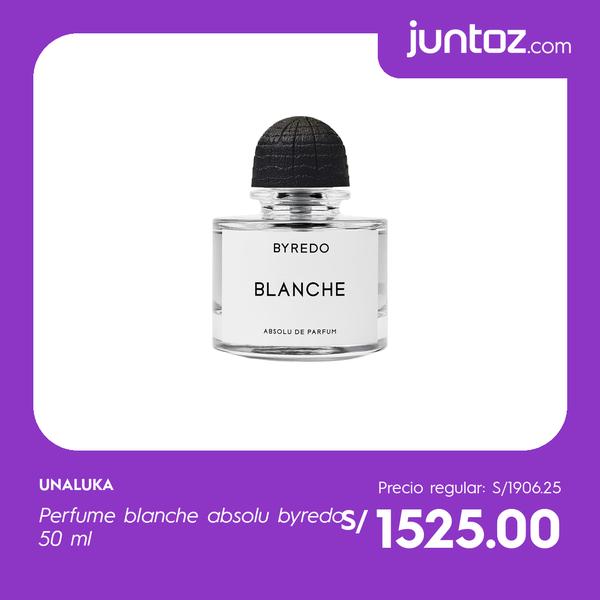 juntoz.com
BYREDO
BLANCHE
ABSOLU DE PARFUM
UNALUKA
Perfume blanche absolu byredo
50 ml
Precio regular: S/1906.25
S/ 1525.00